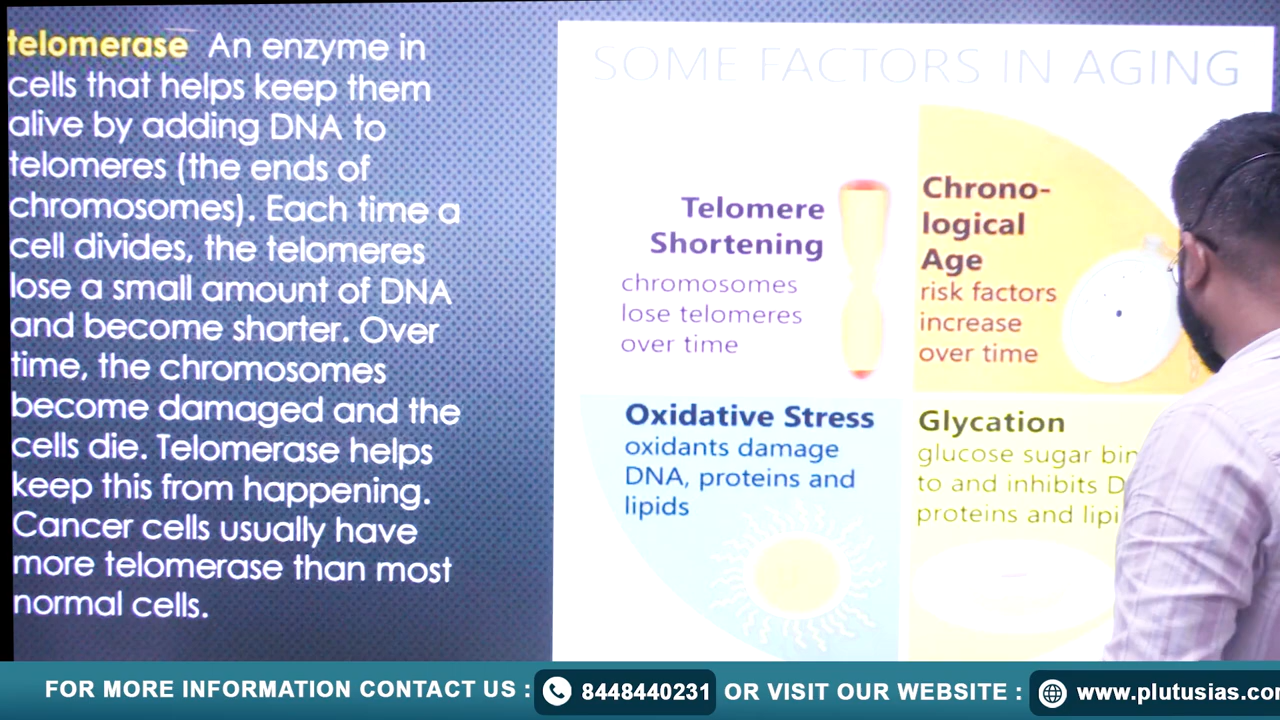 telomerase An enzyme in
cells that helps keep them
alive by adding DNA to
telomeres (the ends of
chromosomes). Each time a
cell divides, the telomeres
lose a small amount of DNA
and become shorter. Over
time, the chromosomes
become damaged and the
cells die. Telomerase helps
keep this from happening.
Cancer cells usually have
more telomerase than most
normal cells.
SOME FACTORS IN AGING
Telomere
Shortening
chromosomes
lose telomeres
over time
Chrono-
logical
Age
risk factors
increase
over time
Oxidative Stress
oxidants damage
DNA, proteins and
lipids
Glycation
glucose sugar bin
to and inhibits D
proteins and lipi
FOR MORE INFORMATION CONTACT US : 8448440231 OR VISIT OUR WEBSITE : www.plutusias.co